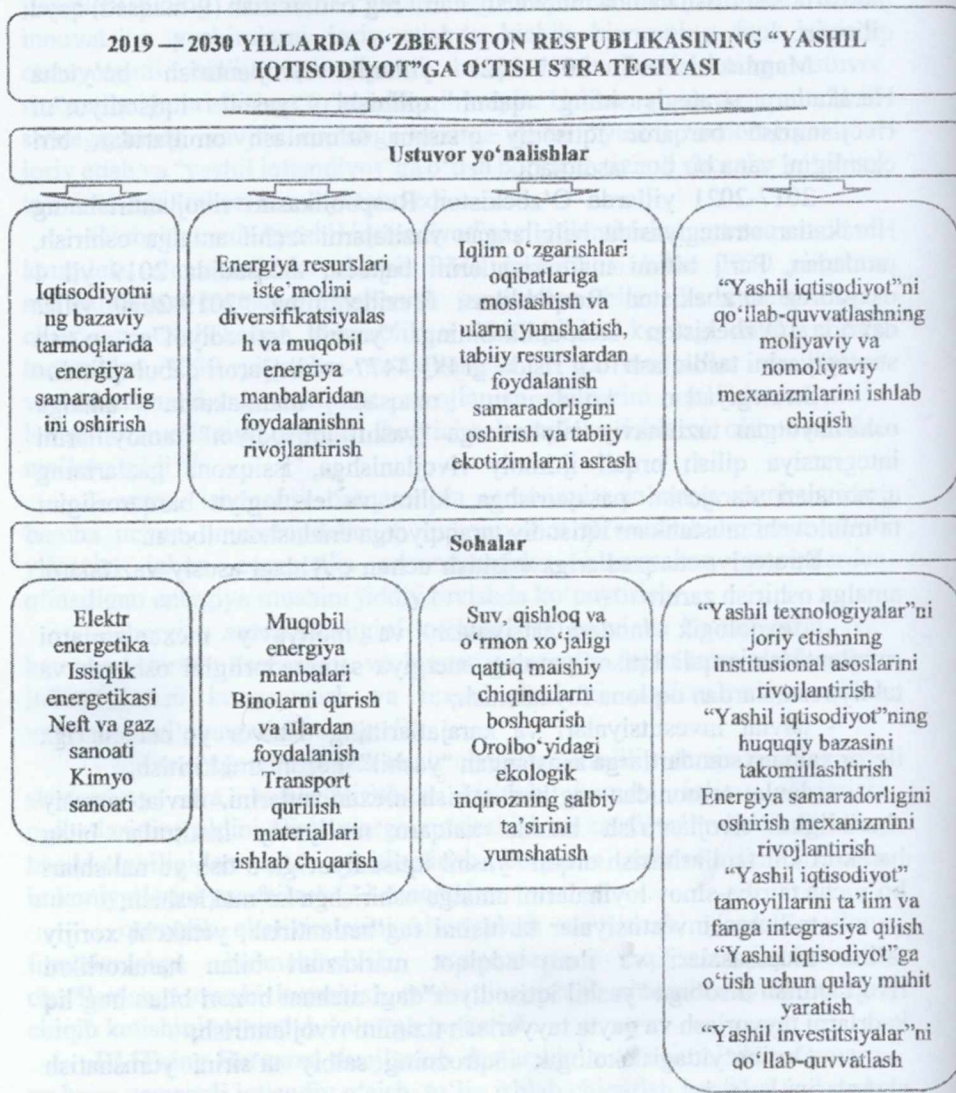 2019 — 2030 YILLARDA O‘ZBEKISTON RESPUBLIKASINING “YASHIL
IQTISODIYOT”GA O‘TISH STRATEGIYASI
Ustuvor yo‘nalishlar
Iqtisodiyotni
ng bazaviy
tarmoqlarida
energiya
samaradorlig
ini oshirish
Energiya resurslari
iste’molini
diversifikatsiyalas
h va muqobil
energiya
manbalaridan
foydalanishni
rivojlantirish
Iqlim o‘zgarishlari
oqibatlariga
moslashish va
ularni yumshatish,
tabiiy resurslardan
foydalanish
samaradorligini
oshirish va tabiiy
ekotizimlarni asrash
“Yashil iqtisodiyot”ni
qo‘llab-quvvatlashning
moliyaviy va
nomoliyaviy
mexanizmlarini ishlab
chiqish
Sohalar
Elektr
energetika
Issiqlik
energetikasi
Neft va gaz
sanoati
Kimyo
sanoati
Muqobil
energiya
manbalari
Binolarni qurish
va ulardan
foydalanish
Transport
Qurilish
materiallari
ishlab chiqarish
Suv, qishloq va
o‘rmon xo‘jaligi
qattiq maishiy
chiqindilarni
boshqarish
Orolbo‘yidagi
ekologik
inqirozning salbiy
ta’sirini
yumshatish
“Yashil texnologiyalar”ni
joriy etishning
institusional asoslarini
rivojlantirish
“Yashil iqtisodiyot”ning
huquqiy bazasini
takomillashtirish
Energiya samaradorligini
oshirish mexanizmini
rivojlantirish
“Yashil iqtisodiyot”
tamoyillarini ta’lim va
fanga integrasiya qilish
“Yashil iqtisodiyot”ga
o‘tish uchun qulay muhit
yaratish
“Yashil investitsiyalar”ni
qo‘llab-quvvatlash